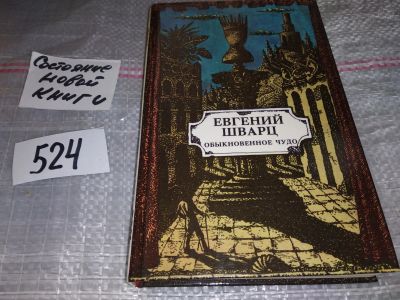 Состояние
новой
книги
524
ЕВГЕНИЙ
ШВАРЦ
ОБЫКНОВЕННОЕ ЧУДО